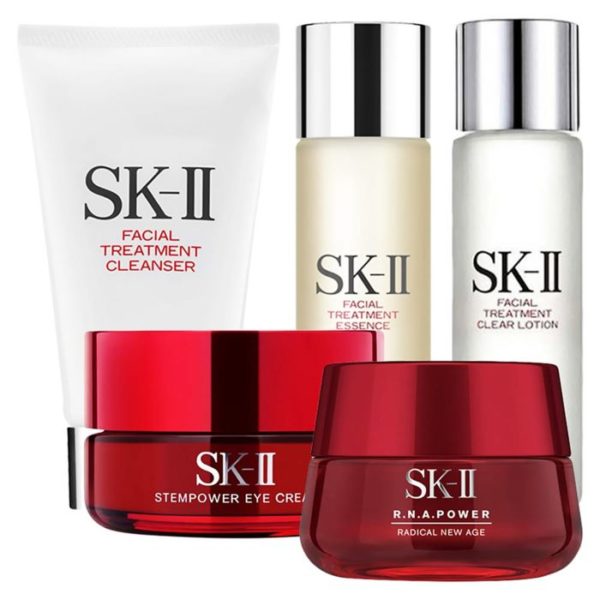 SK-II
FACIAL
TREATMENT
CLEANSER
SK-II
FACIAL
TREATMENT
ESSENCE
SK-II
FACIAL
TREATMENT
CLEAR LOTION
SK-II
STEMPOWER EYE CREA
SK-II
R.N.A.POWER
RADICAL NEW AGE